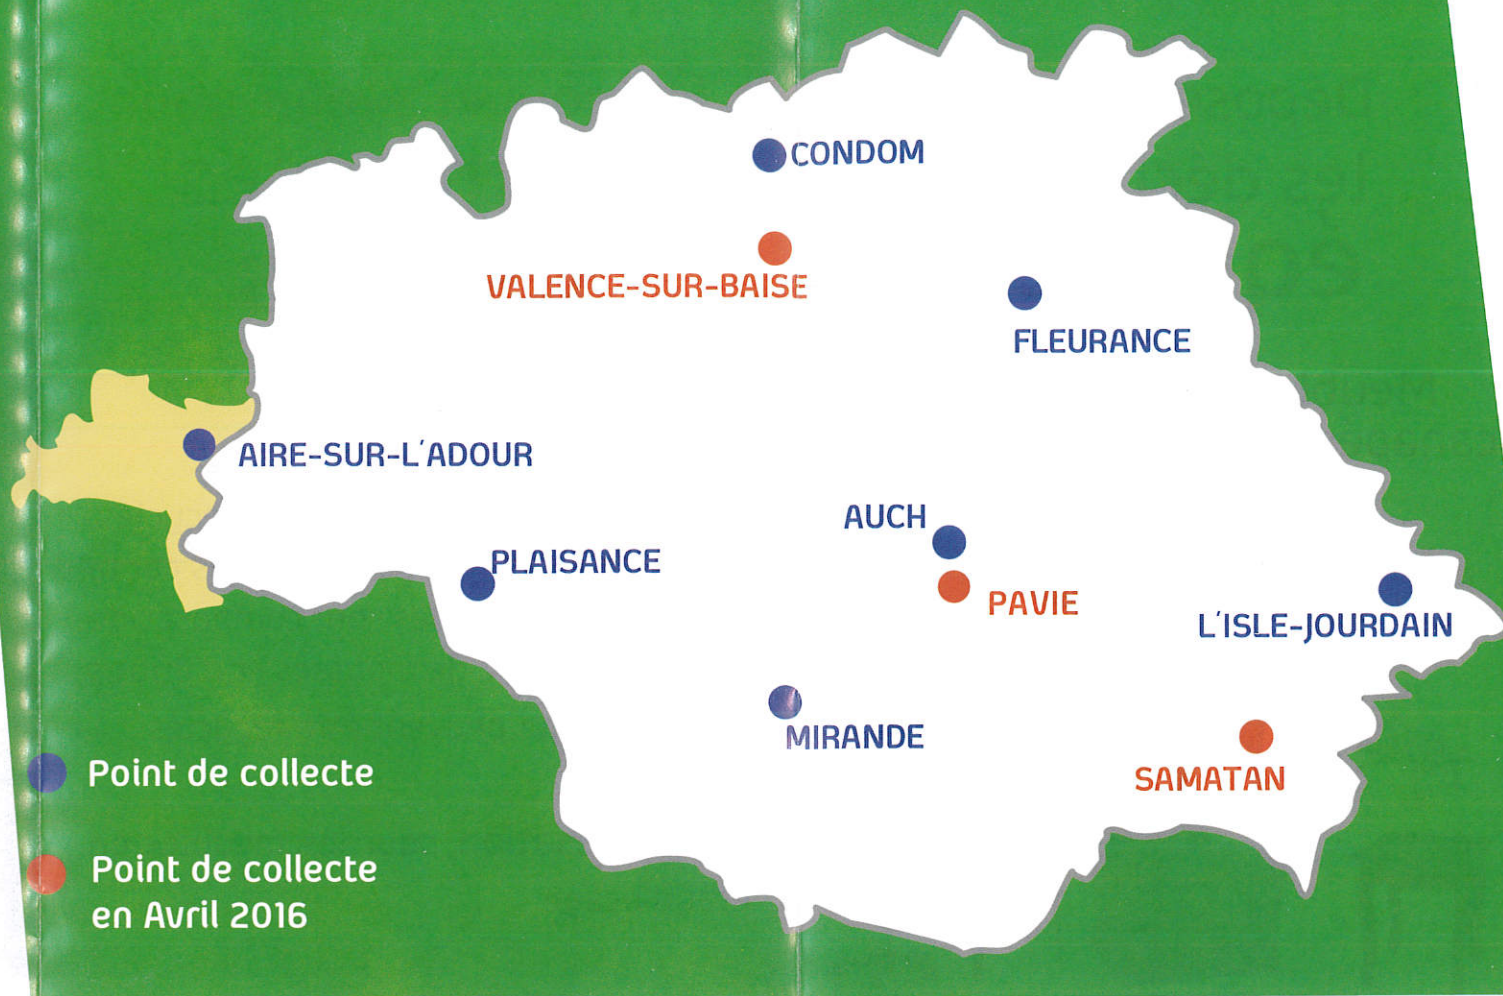 CONDOM
VALENCE-SUR-BAISE
FLEURANCE
AIRE-SUR-L'ADOUR
AUCH
PLAISANCE
PAVIE
L'ISLE-JOURDAIN
MIRANDE
SAMATAN
Point de collecte
Point de collecte
en Avril 2016